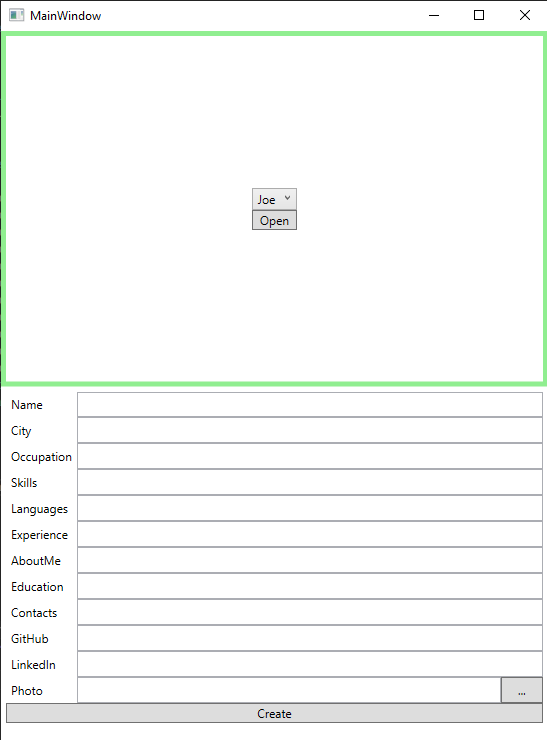 MainWindow
Joe
Open
Name
City
Occupation
Skills
Languages
Experience
AboutMe
Education
Contacts
GitHub
LinkedIn
Photo
...
Create